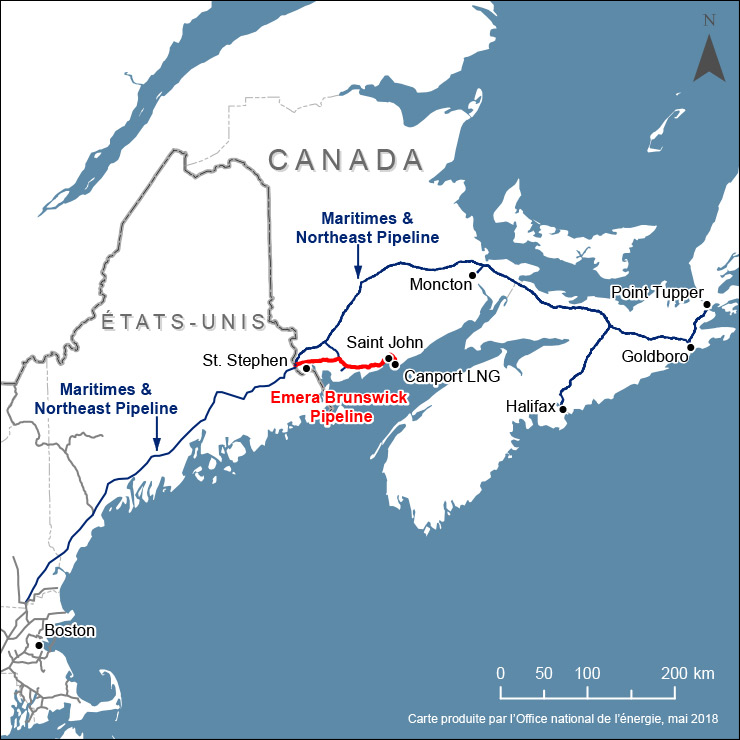 N
CANADA
Maritimes &
Northeast Pipeline
Moncton
Point Tupper
ÉTATS-UNIS
Saint John
Goldboro
St. Stephen
Canport LNG
Maritimes &
Northeast Pipeline
Emera Brunswick
Pipeline
Halifax
Boston
0 50 100 200 km
Carte produite par l’Office national de l’énergie, mai 2018